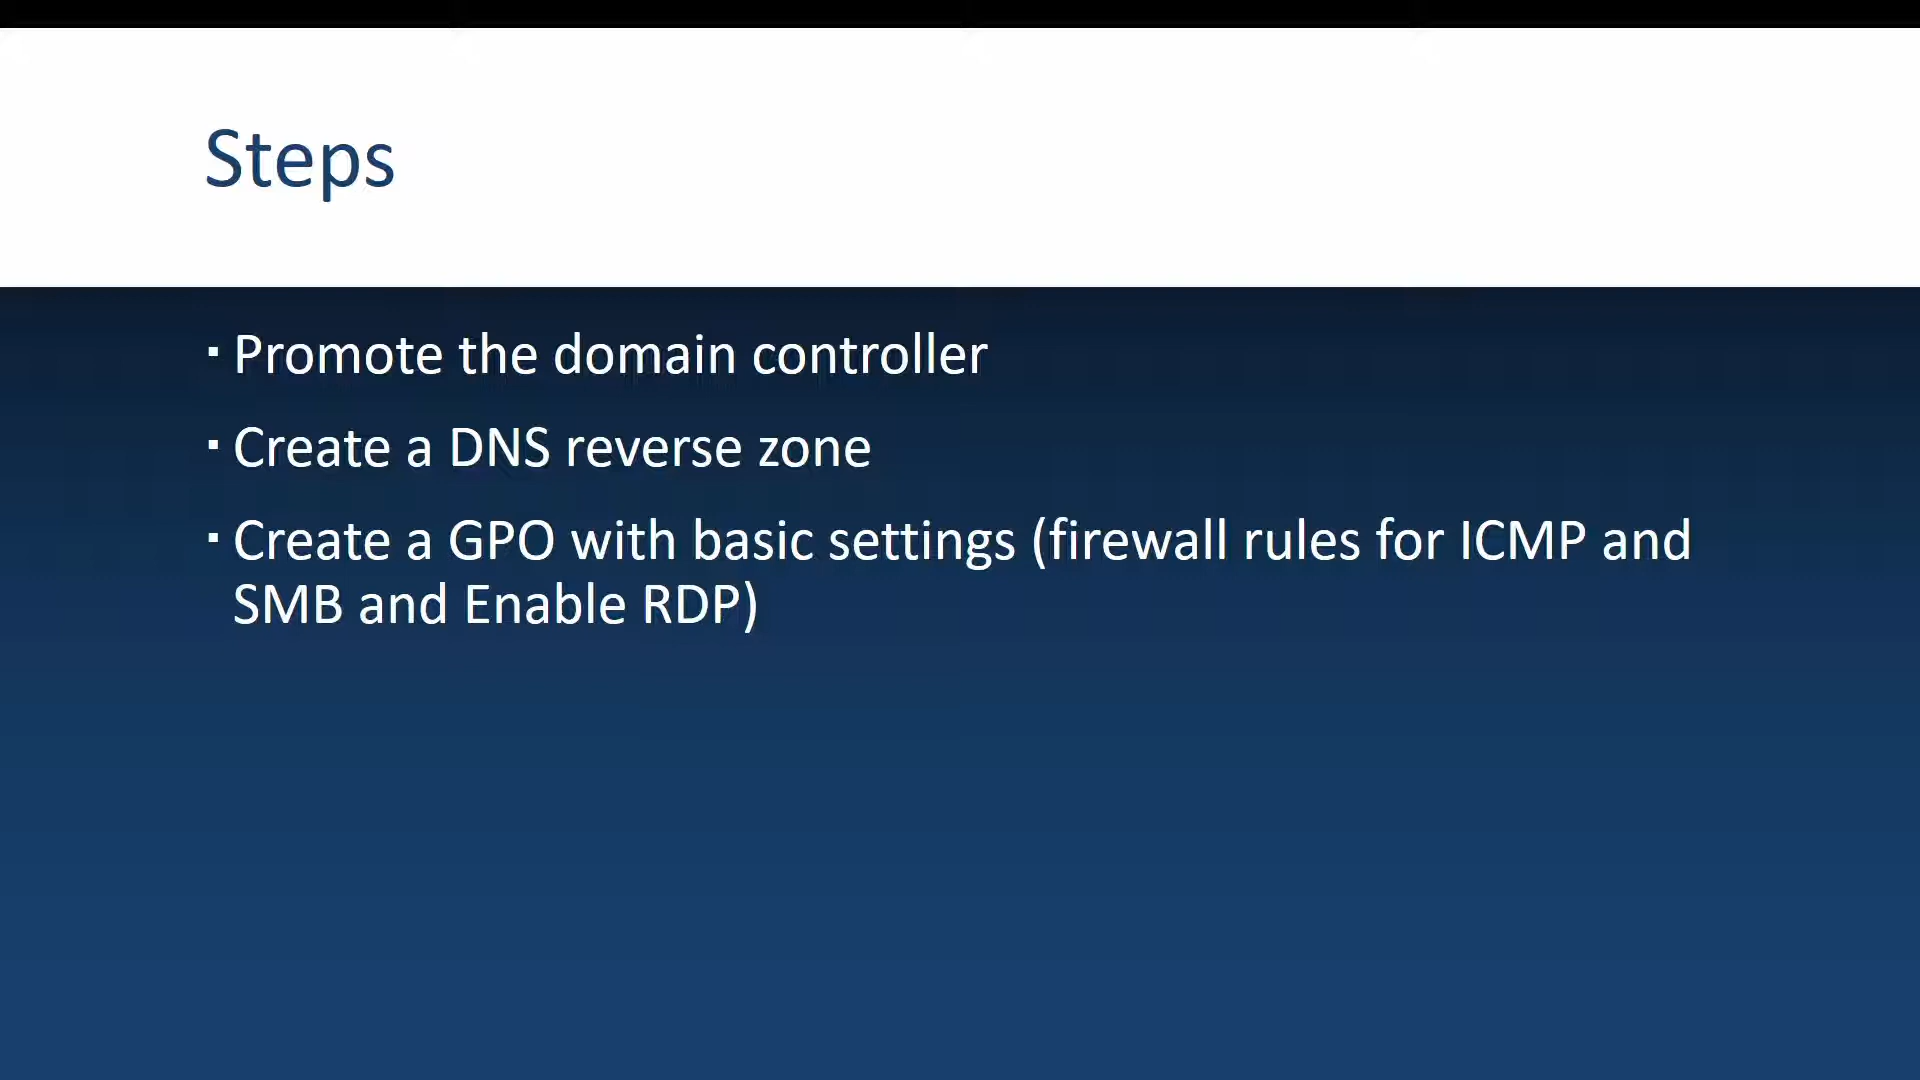 Steps
▪ Promote the domain controller
▪ Create a DNS reverse zone
▪ Create a GPO with basic settings (firewall rules for ICMP and
SMB and Enable RDP)